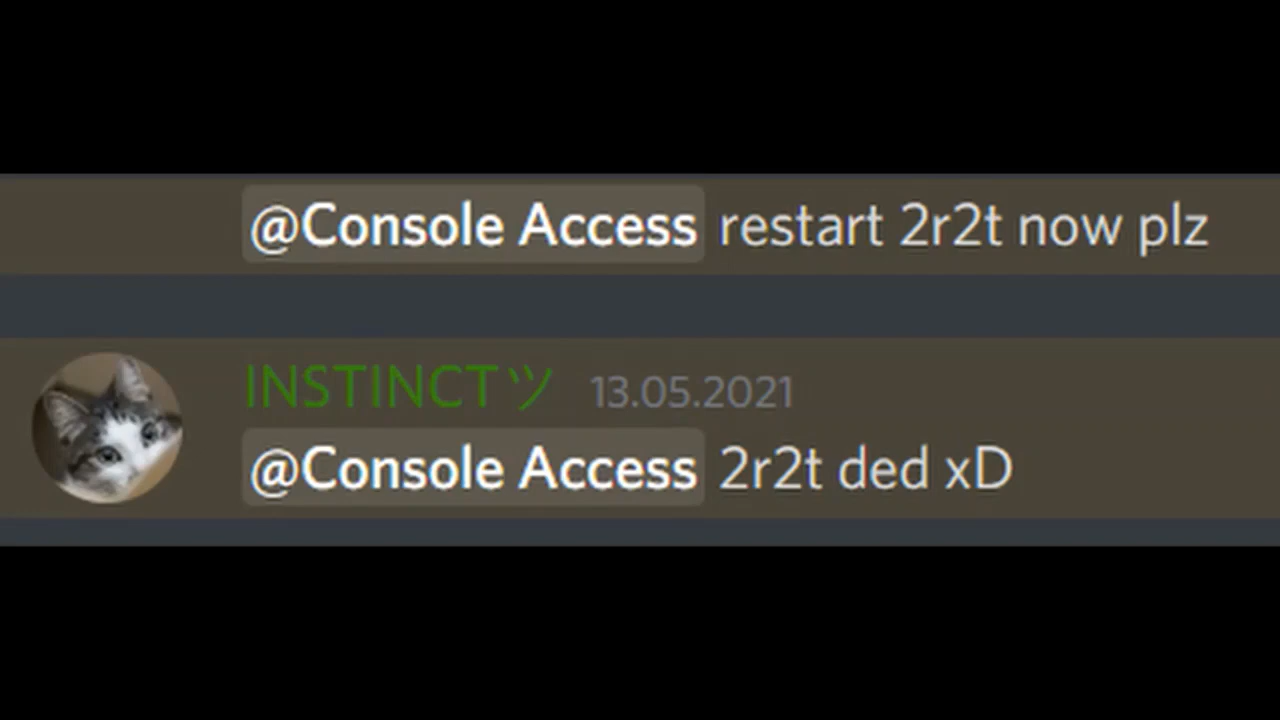 @Console Access restart 2r2t now plz
INSTINCTツ 13.05.2021
@Console Access 2r2t ded xD